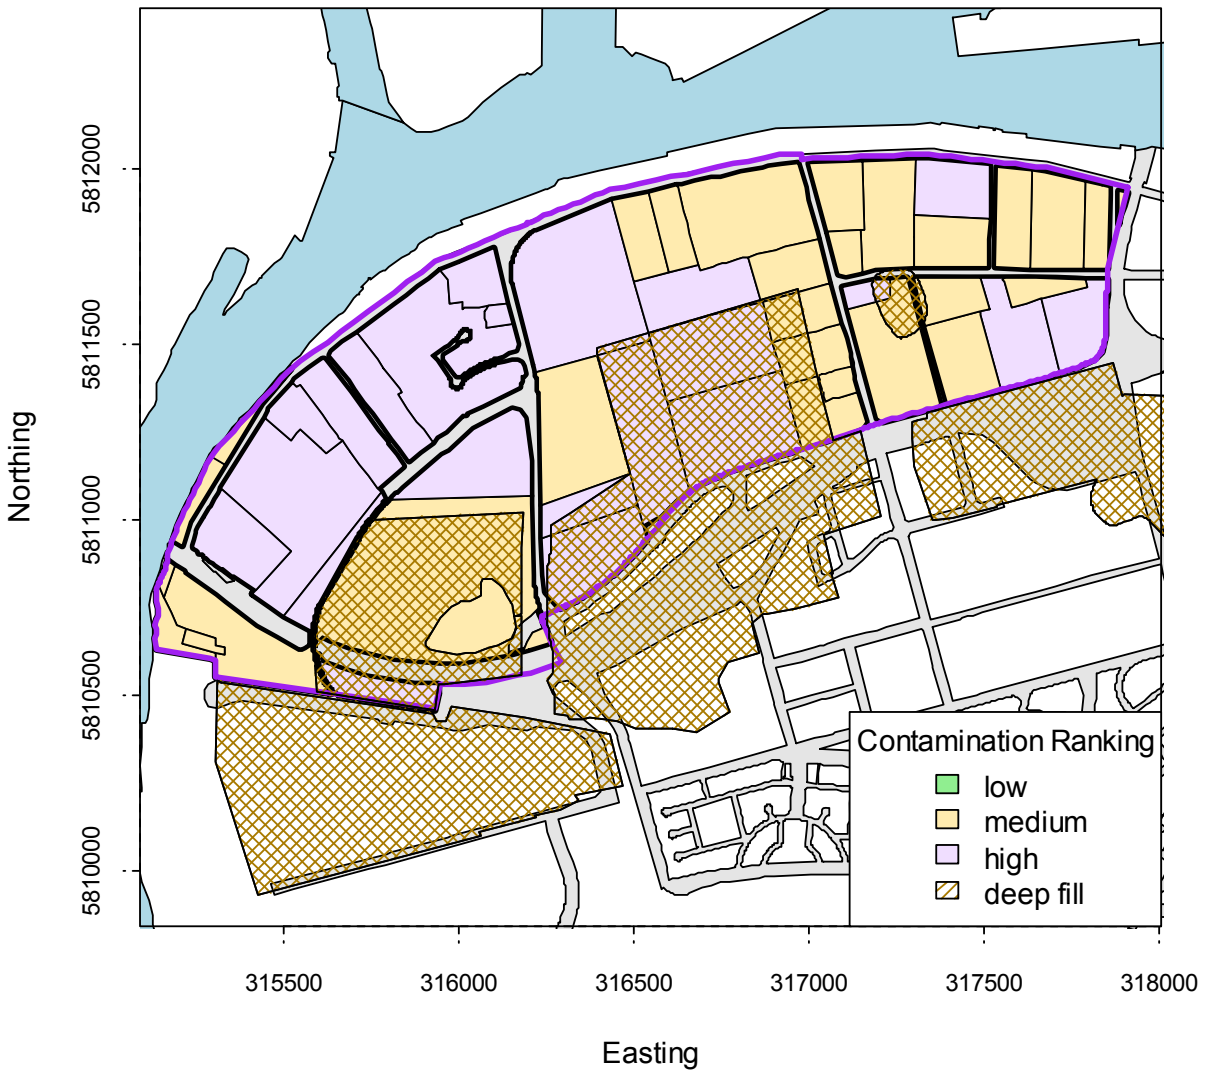 Northing
5812000
5811500
5811000
5810500
5810000
Contamination Ranking
low
medium
high
deep fill
315500 316000 316500 317000 317500 318000
Easting